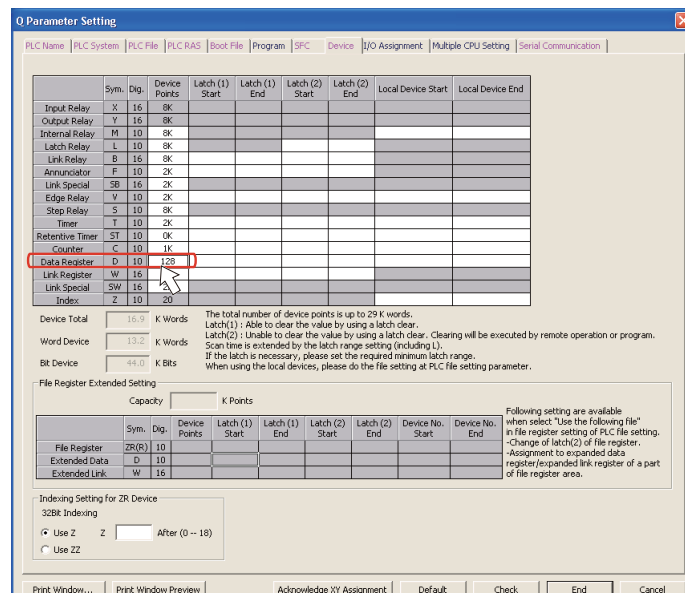 Q Parameter Setting
PLC Name PLC System PLC File PLC RAS Boot File Program SFC Device I/O Assignment Multiple CPU Setting Serial Communication
Sym. Dig. Device Points Latch (1) Start Latch (1) End Latch (2) Start Latch (2) End Local Device Start Local Device End
Input Relay X 16 8K
Output Relay Y 16 8K
Internal Relay M 10 8K
Latch Relay L 10 8K
Link Relay B 16 8K
Annunciator F 10 2K
Link Special SB 16 2K
Edge Relay V 10 2K
Step Relay S 10 8K
Timer T 10 2K
Retentive Timer ST 10 0K
Counter C 10 1K
Data Register D 10 128
Link Register W 16
Link Special SW 16
Index Z 10 20
Device Total 16.9 K Words
Word Device 13.2 K Words
Bit Device 44.0 K Bits
The total number of device points is up to 29 K words.
Latch(1) : Able to clear the value by using a latch clear.
Latch(2) : Unable to clear the value by using a latch clear. Clearing will be executed by remote operation or program.
Scan time is extended by the latch range setting (including L).
If the latch is necessary, please set the required minimum latch range.
When using the local devices, please do the file setting at PLC file setting parameter.
File Register Extended Setting
Capacity K Points
Sym. Dig. Device Points Latch (1) Start Latch (1) End Latch (2) Start Latch (2) End Device No. Start Device No. End
File Register ZR(R) 10
Extended Data D 10
Extended Link W 16
Following setting are available
when select "Use the following file"
in file register setting of PLC file setting.
-Change of latch(2) of file register.
-Assignment to expanded data
register/expanded link register of a part
of file register area.
Indexing Setting for ZR Device
32Bit Indexing
Use Z Z After (0 -- 18)
Use ZZ
Print Window... Print Window Preview Acknowledge XY Assignment Default Check End Cancel